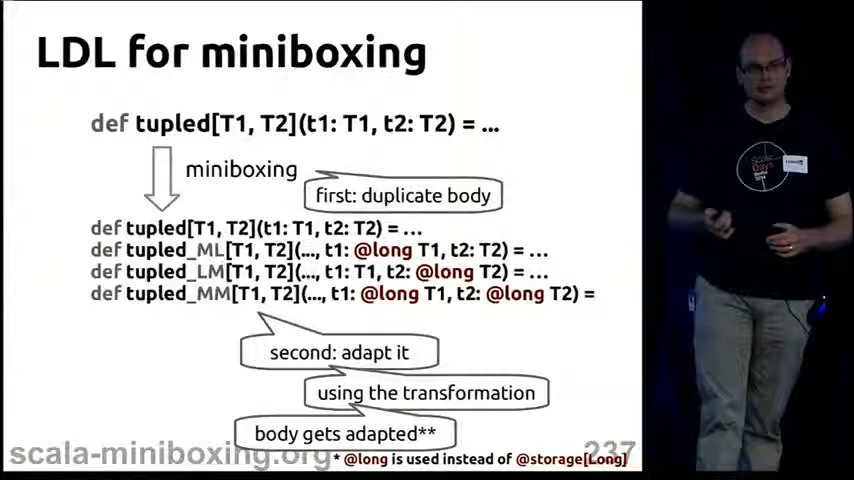 LDL for miniboxing
def tupled[T1, T2](t1: T1, t2: T2) = ...
miniboxing
first: duplicate body
def tupled[T1, T2](t1: T1, t2: T2) = ...
def tupled_ML[T1, T2](..., t1: @long T1, t2: T2) = ...
def tupled_LM[T1, T2](..., t1: T1, t2: @long T2) = ...
def tupled_MM[T1, T2](..., t1: @long T1, t2: @long T2) =
second: adapt it
using the transformation
body gets adapted**
scala-miniboxing.org
237
* @long is used instead of @storage[Long]
Scala
Days